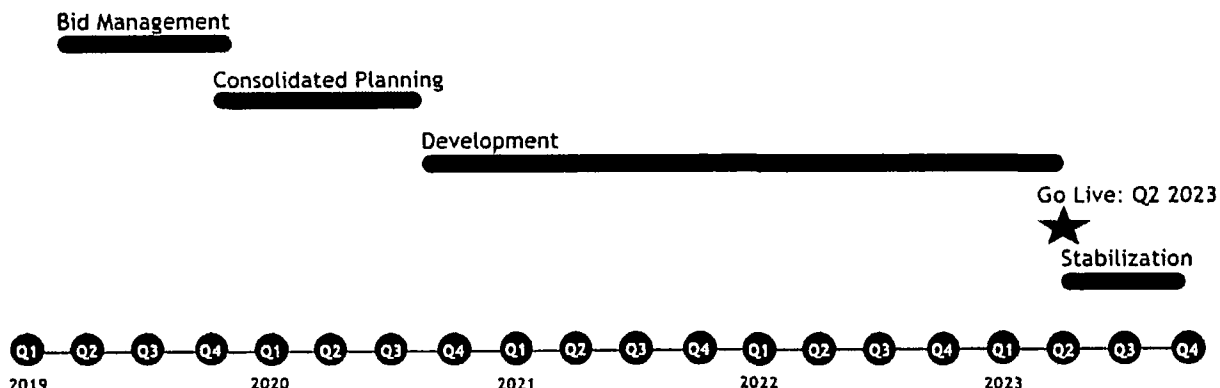 Bid Management
Consolidated Planning
Development
Go Live: Q2 2023
Stabilization
Q1 Q2 Q3 Q4 Q1 Q2 Q3 Q4 Q1 Q2 Q3 Q4 Q1 Q2 Q3 Q4 Q1 Q2 Q3 Q4
2019 2020 2021 2022 2023